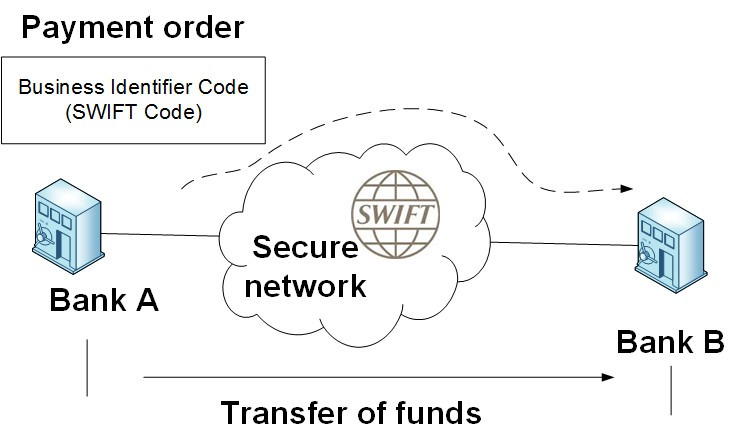 Payment order
Business Identifier Code
(SWIFT Code)
SWIFT
Secure
network
Bank A
Bank B
Transfer of funds